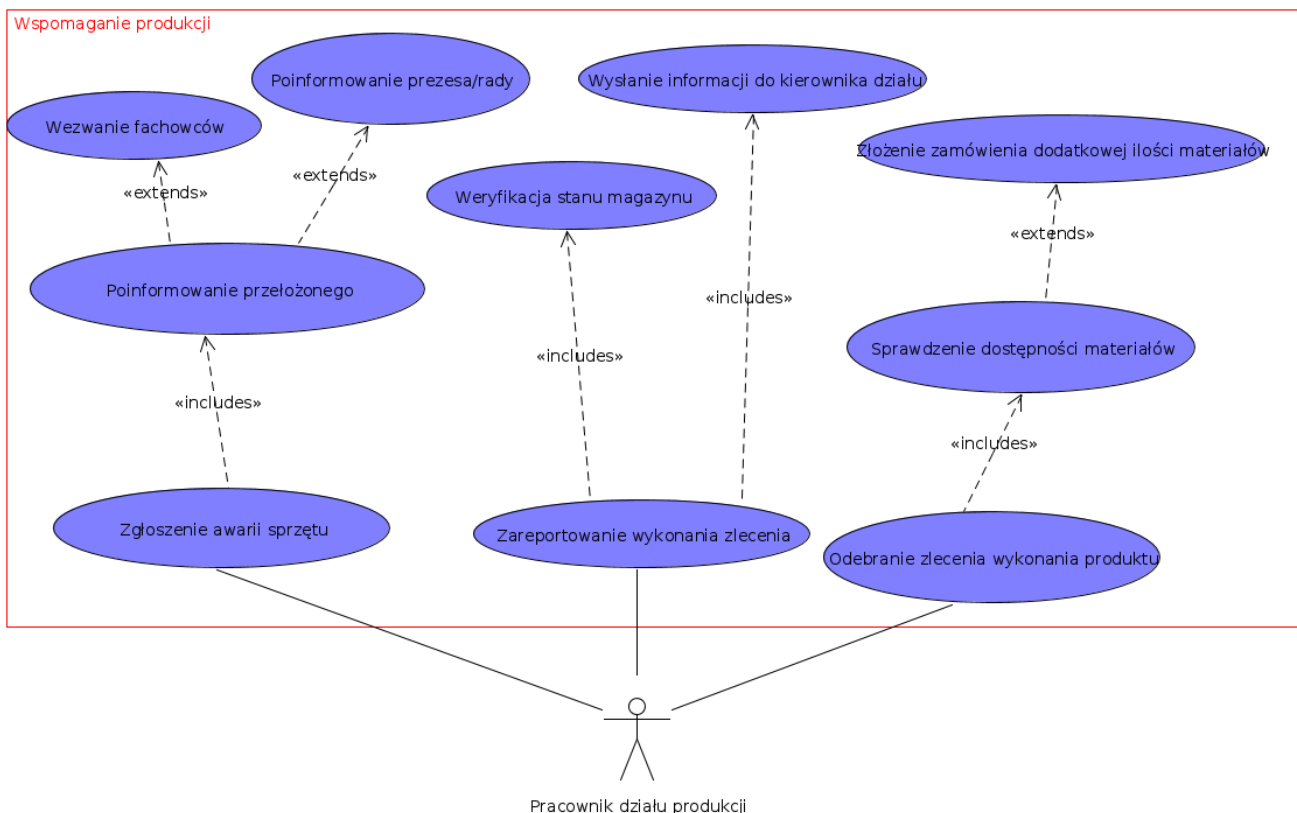 Wspomaganie produkcji
Poinformowanie prezesa/rady
Wysłanie informacji do kierownika działu
Wezwanie fachowców
Złożenie zamówienia dodatkowej ilości materiałów
«extends»
«extends»
Weryfikacja stanu magazynu
«extends»
Poinformowanie przełożonego
«includes»
Sprawdzenie dostępności materiałów
«includes»
«includes»
«includes»
Zgłoszenie awarii sprzętu
Zareportowanie wykonania zlecenia
Odebranie zlecenia wykonania produktu
Pracownik działu produkcji